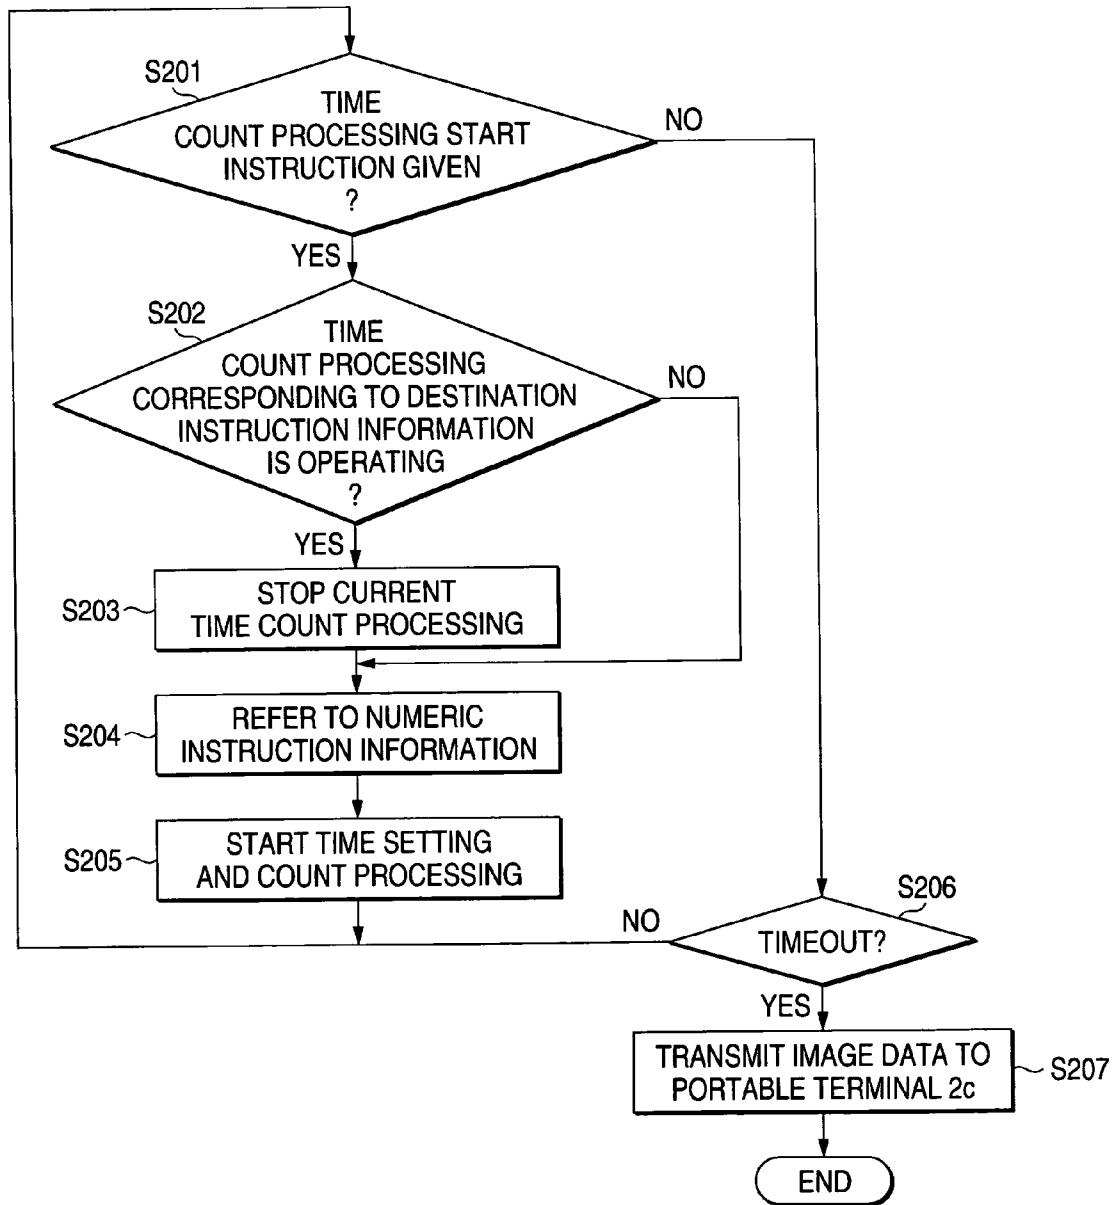 S201
TIME
COUNT PROCESSING START
INSTRUCTION GIVEN
?
NO
YES
S202
TIME
COUNT PROCESSING
CORRESPONDING TO DESTINATION
INSTRUCTION INFORMATION
IS OPERATING
?
NO
YES
S203
STOP CURRENT
TIME COUNT PROCESSING
S204
REFER TO NUMERIC
INSTRUCTION INFORMATION
S205
START TIME SETTING
AND COUNT PROCESSING
S206
NO
TIMEOUT?
YES
TRANSMIT IMAGE DATA TO
PORTABLE TERMINAL 2c
S207
END